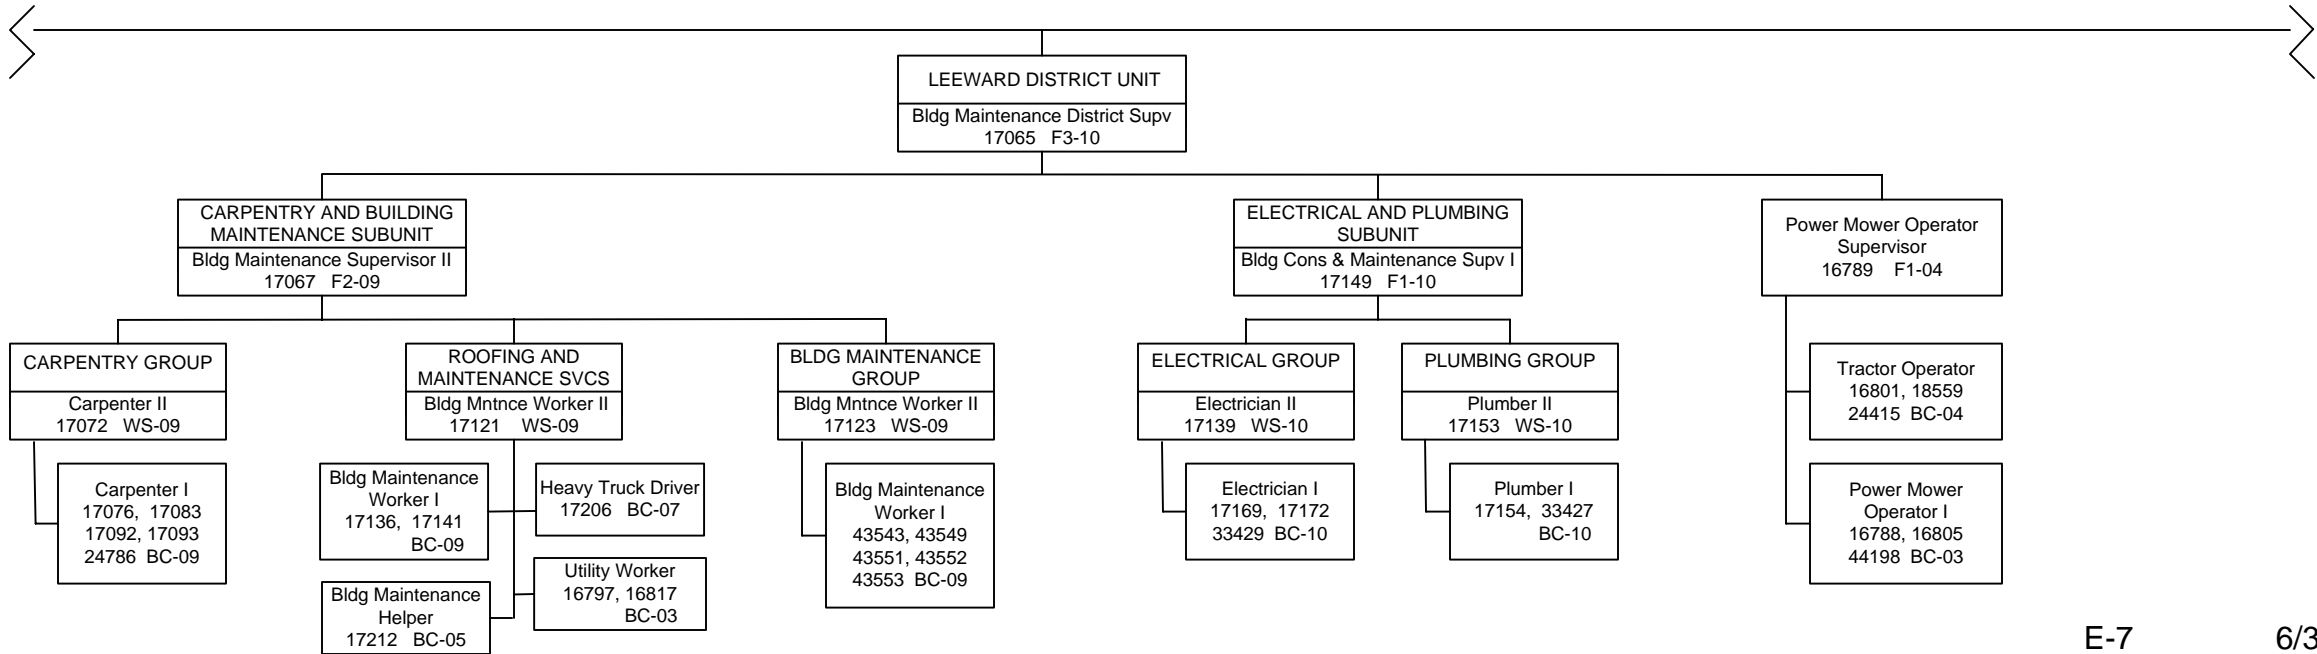 LEEWARD DISTRICT UNIT
Bldg Maintenance District Supv
17065 F3-10
CARPENTRY AND BUILDING
MAINTENANCE SUBUNIT
Bldg Maintenance Supervisor II
17067 F2-09
ELECTRICAL AND PLUMBING
SUBUNIT
Bldg Cons & Maintenance Supv I
17149 F1-10
Power Mower Operator
Supervisor
16789 F1-04
CARPENTRY GROUP
Carpenter II
17072 WS-09
ROOFING AND
MAINTENANCE SVCS
Bldg Mntnce Worker II
17121 WS-09
BLDG MAINTENANCE
GROUP
Bldg Mntnce Worker II
17123 WS-09
ELECTRICAL GROUP
Electrician II
17139 WS-10
PLUMBING GROUP
Plumber II
17153 WS-10
Tractor Operator
16801, 18559
24415 BC-04
Carpenter I
17076, 17083
17092, 17093
24786 BC-09
Bldg Maintenance
Worker I
17136, 17141
BC-09
Heavy Truck Driver
17206 BC-07
Bldg Maintenance
Worker I
43543, 43549
43551, 43552
43553 BC-09
Electrician I
17169, 17172
33429 BC-10
Plumber I
17154, 33427
BC-10
Power Mower
Operator I
16788, 16805
44198 BC-03
Bldg Maintenance
Helper
17212 BC-05
Utility Worker
16797, 16817
BC-03
E-7 6/3